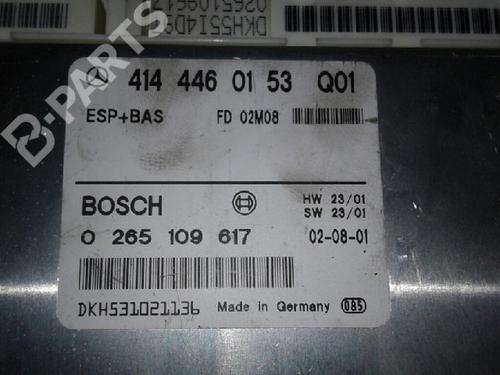 DKH55I4D9
414 446 01 53 Q01
ESP+BAS FD 02M08
BOSCH HW 23/01
SW 23/01
0 265 109 617 02-08-01
DKH531021136 Made in Germany 085
B-PARTS